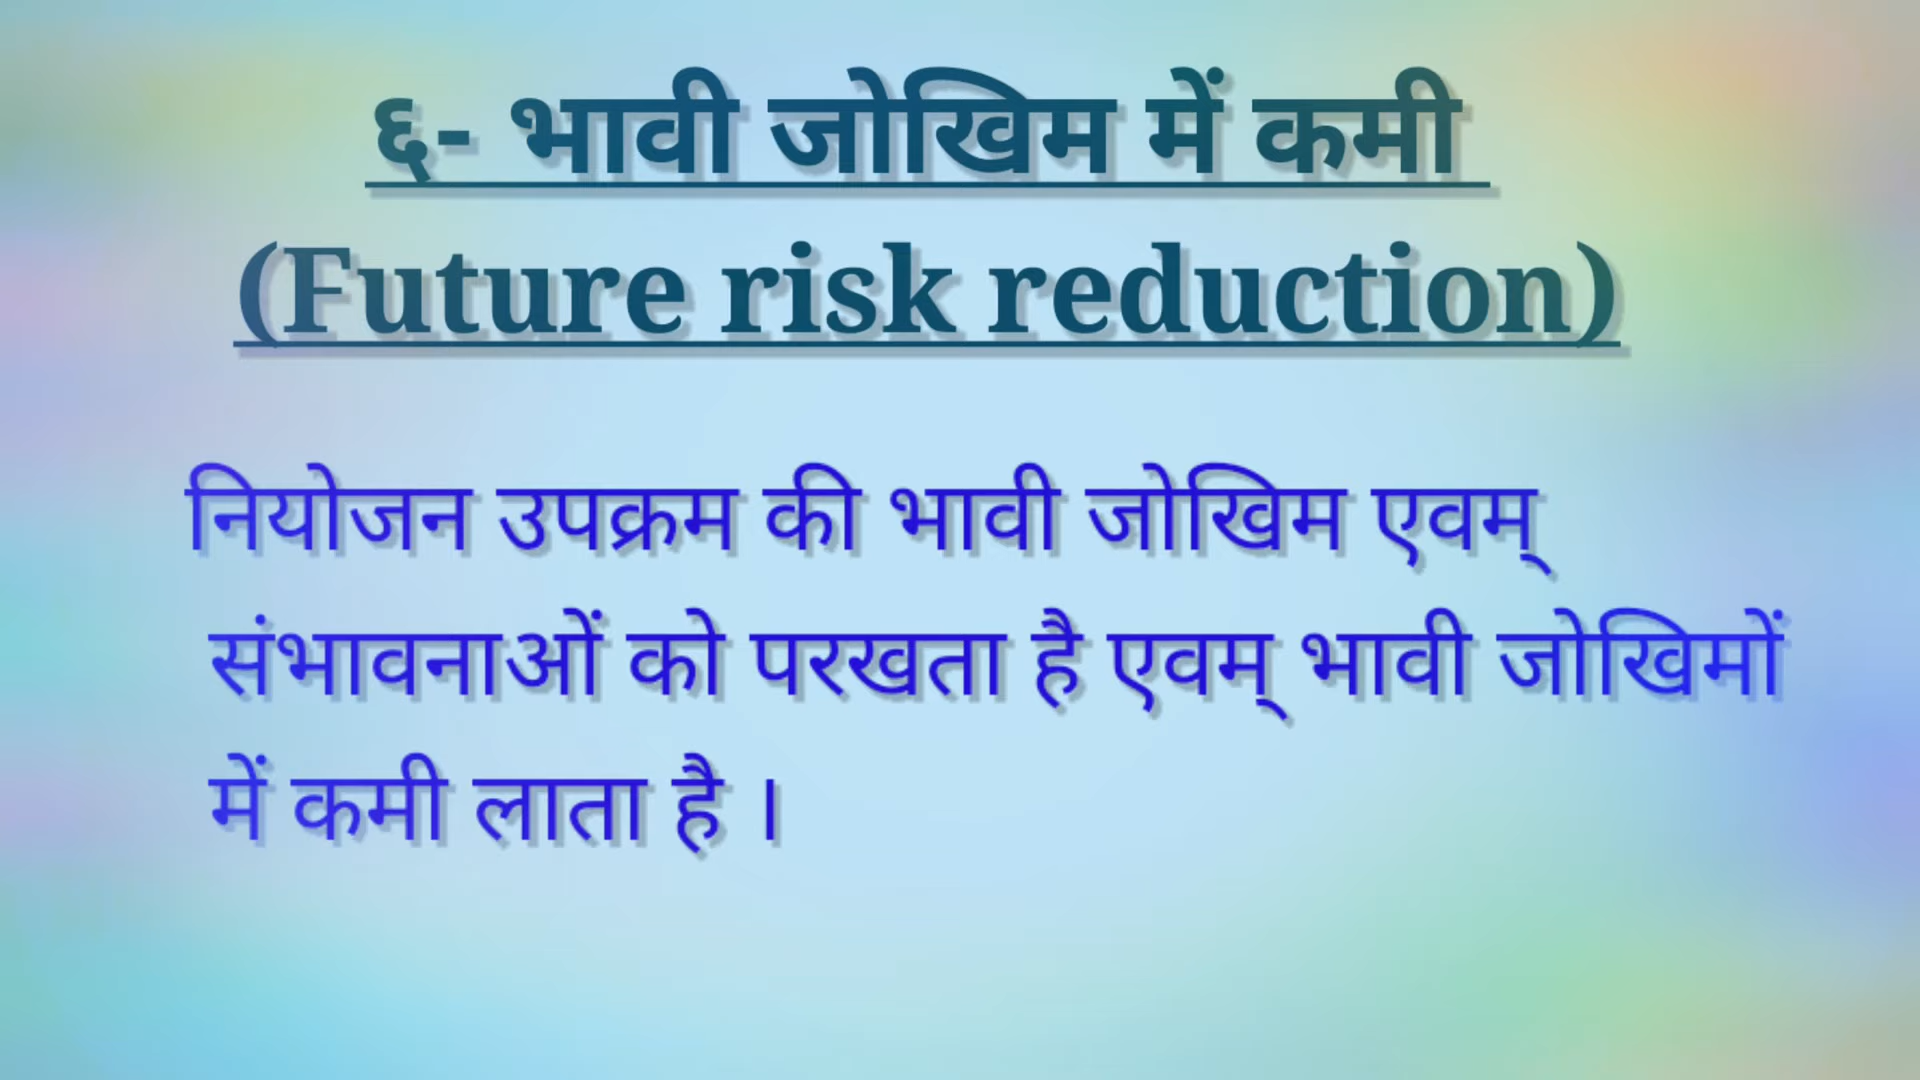 ६- भावी जोखिम में कमी
(Future risk reduction)
नियोजन उपक्रम की भावी जोखिम एवम्
संभावनाओं को परखता है एवम् भावी जोखिमों
में कमी लाता है ।